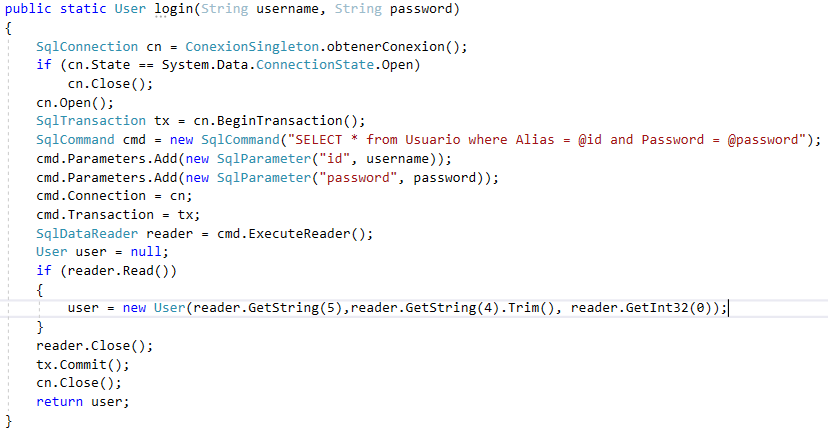 public static User login(String username, String password)
{
    SqlConnection cn = ConexionSingleton.obtenerConexion();
    if (cn.State == System.Data.ConnectionState.Open)
        cn.Close();
    cn.Open();
    SqlTransaction tx = cn.BeginTransaction();
    SqlCommand cmd = new SqlCommand("SELECT * from Usuario where Alias = @id and Password = @password");
    cmd.Parameters.Add(new SqlParameter("id", username));
    cmd.Parameters.Add(new SqlParameter("password", password));
    cmd.Connection = cn;
    cmd.Transaction = tx;
    SqlDataReader reader = cmd.ExecuteReader();
    User user = null;
    if (reader.Read())
    {
        user = new User(reader.GetString(5),reader.GetString(4).Trim(), reader.GetInt32(0));
    }
    reader.Close();
    tx.Commit();
    cn.Close();
    return user;
}